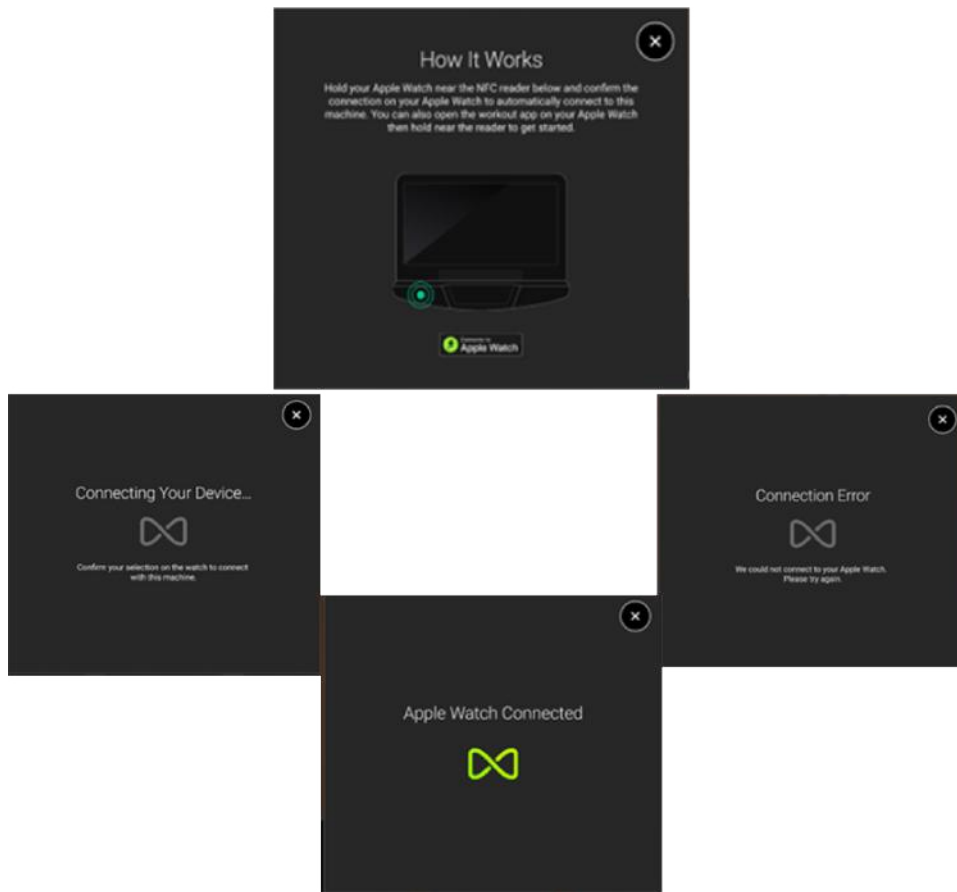 How It Works
Hold your Apple Watch near the NFC reader below and confirm the
connection on your Apple Watch to automatically connect to this
machine. You can also open the workout app on your Apple Watch
then hold near the reader to get started.
Connects to
Apple Watch
Connecting Your Device...
Confirm your selection on the watch to connect
with this machine.
Connection Error
We could not connect to your Apple Watch.
Please try again.
Apple Watch Connected